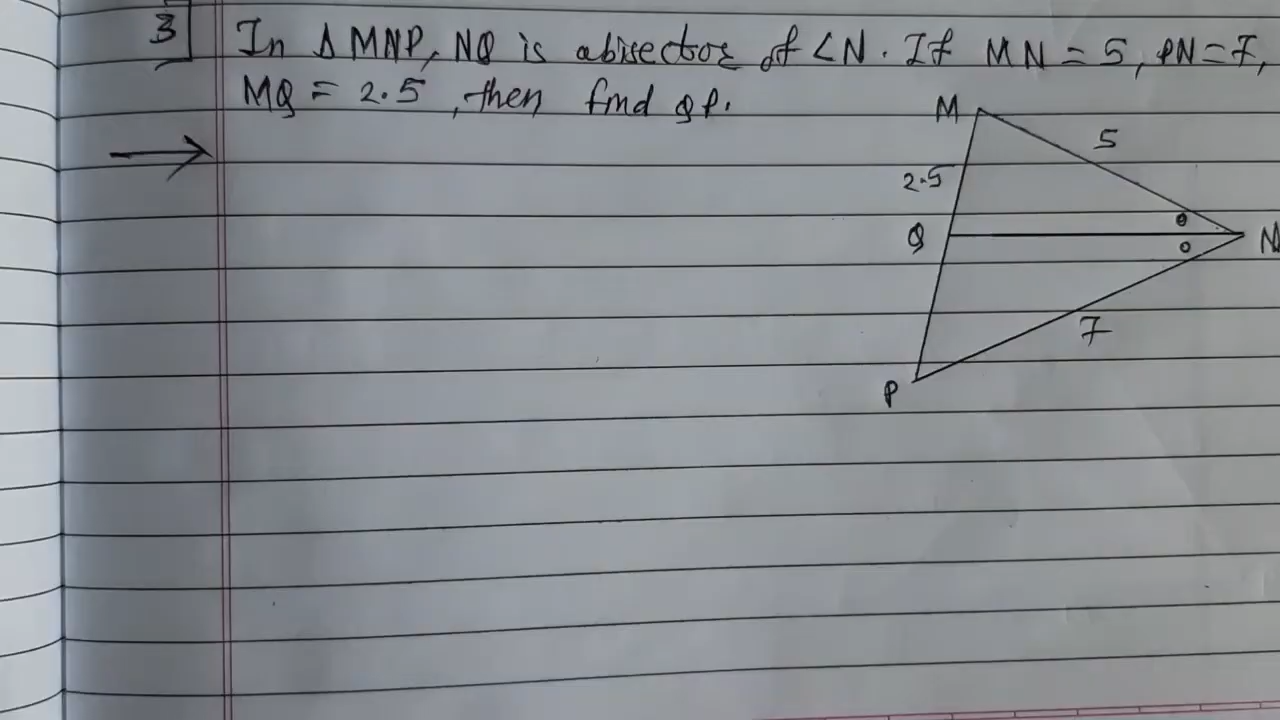 3 In Δ MNP, NQ is a bisector of ∠N. If MN = 5, PN = 7,
MQ = 2.5, then find QP.
M
5
2.5
Q
N
7
P